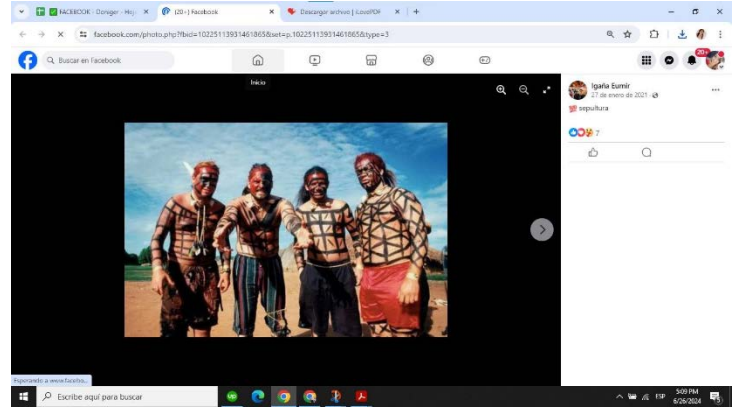 FACEBOOK - Doniger - Hoj
(20+) Facebook
Descargar archivo | iLovePDF
facebook.com/photo.php?fbid=10225113931461865&set=p.10225113931461865&type=3
Buscar en Facebook
20+
Inicio
Igaña Eumir
27 de enero de 2021
sepultura
7
Esperando a www.facebo...
Escribe aquí para buscar
ESP
5:09 PM
6/26/2024